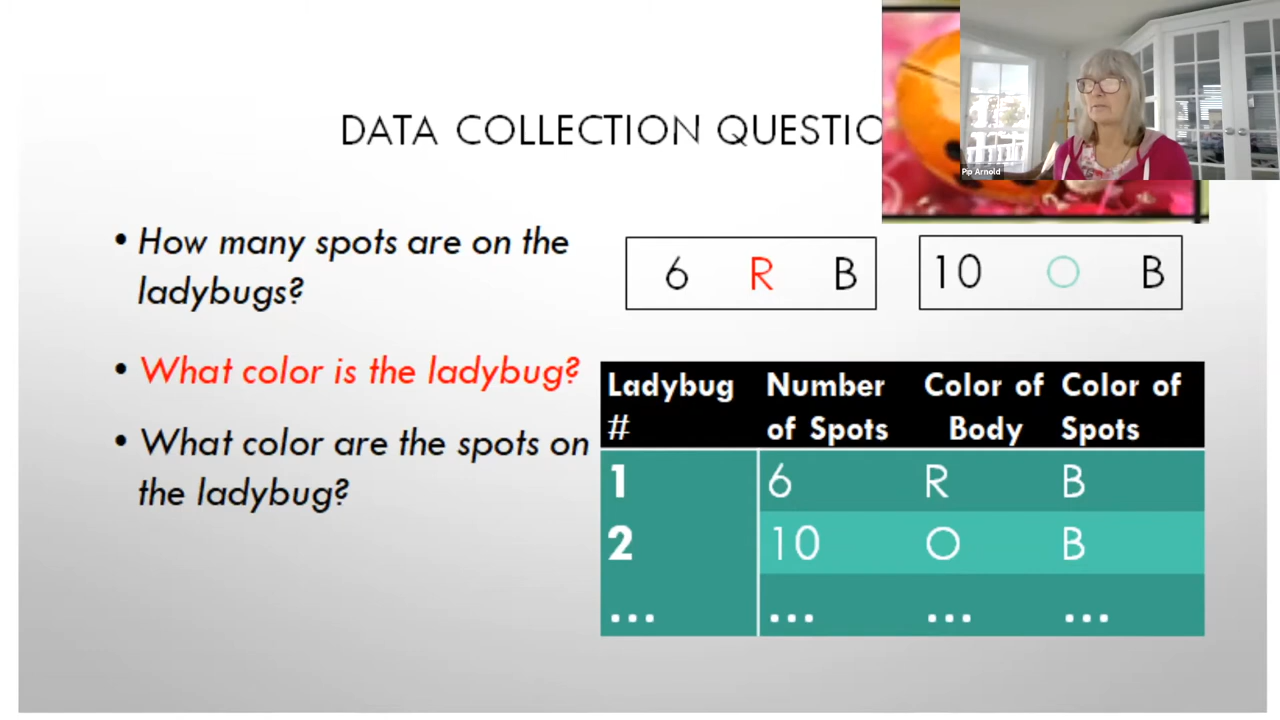 DATA COLLECTION QUESTIO
Pip Arnold
• How many spots are on the
ladybugs?
• What color is the ladybug?
• What color are the spots on
the ladybug?
6 R B
10 O B
Ladybug # Number of Spots Color of Body Color of Spots
1 6 R B
2 10 O B
... ... ... ...